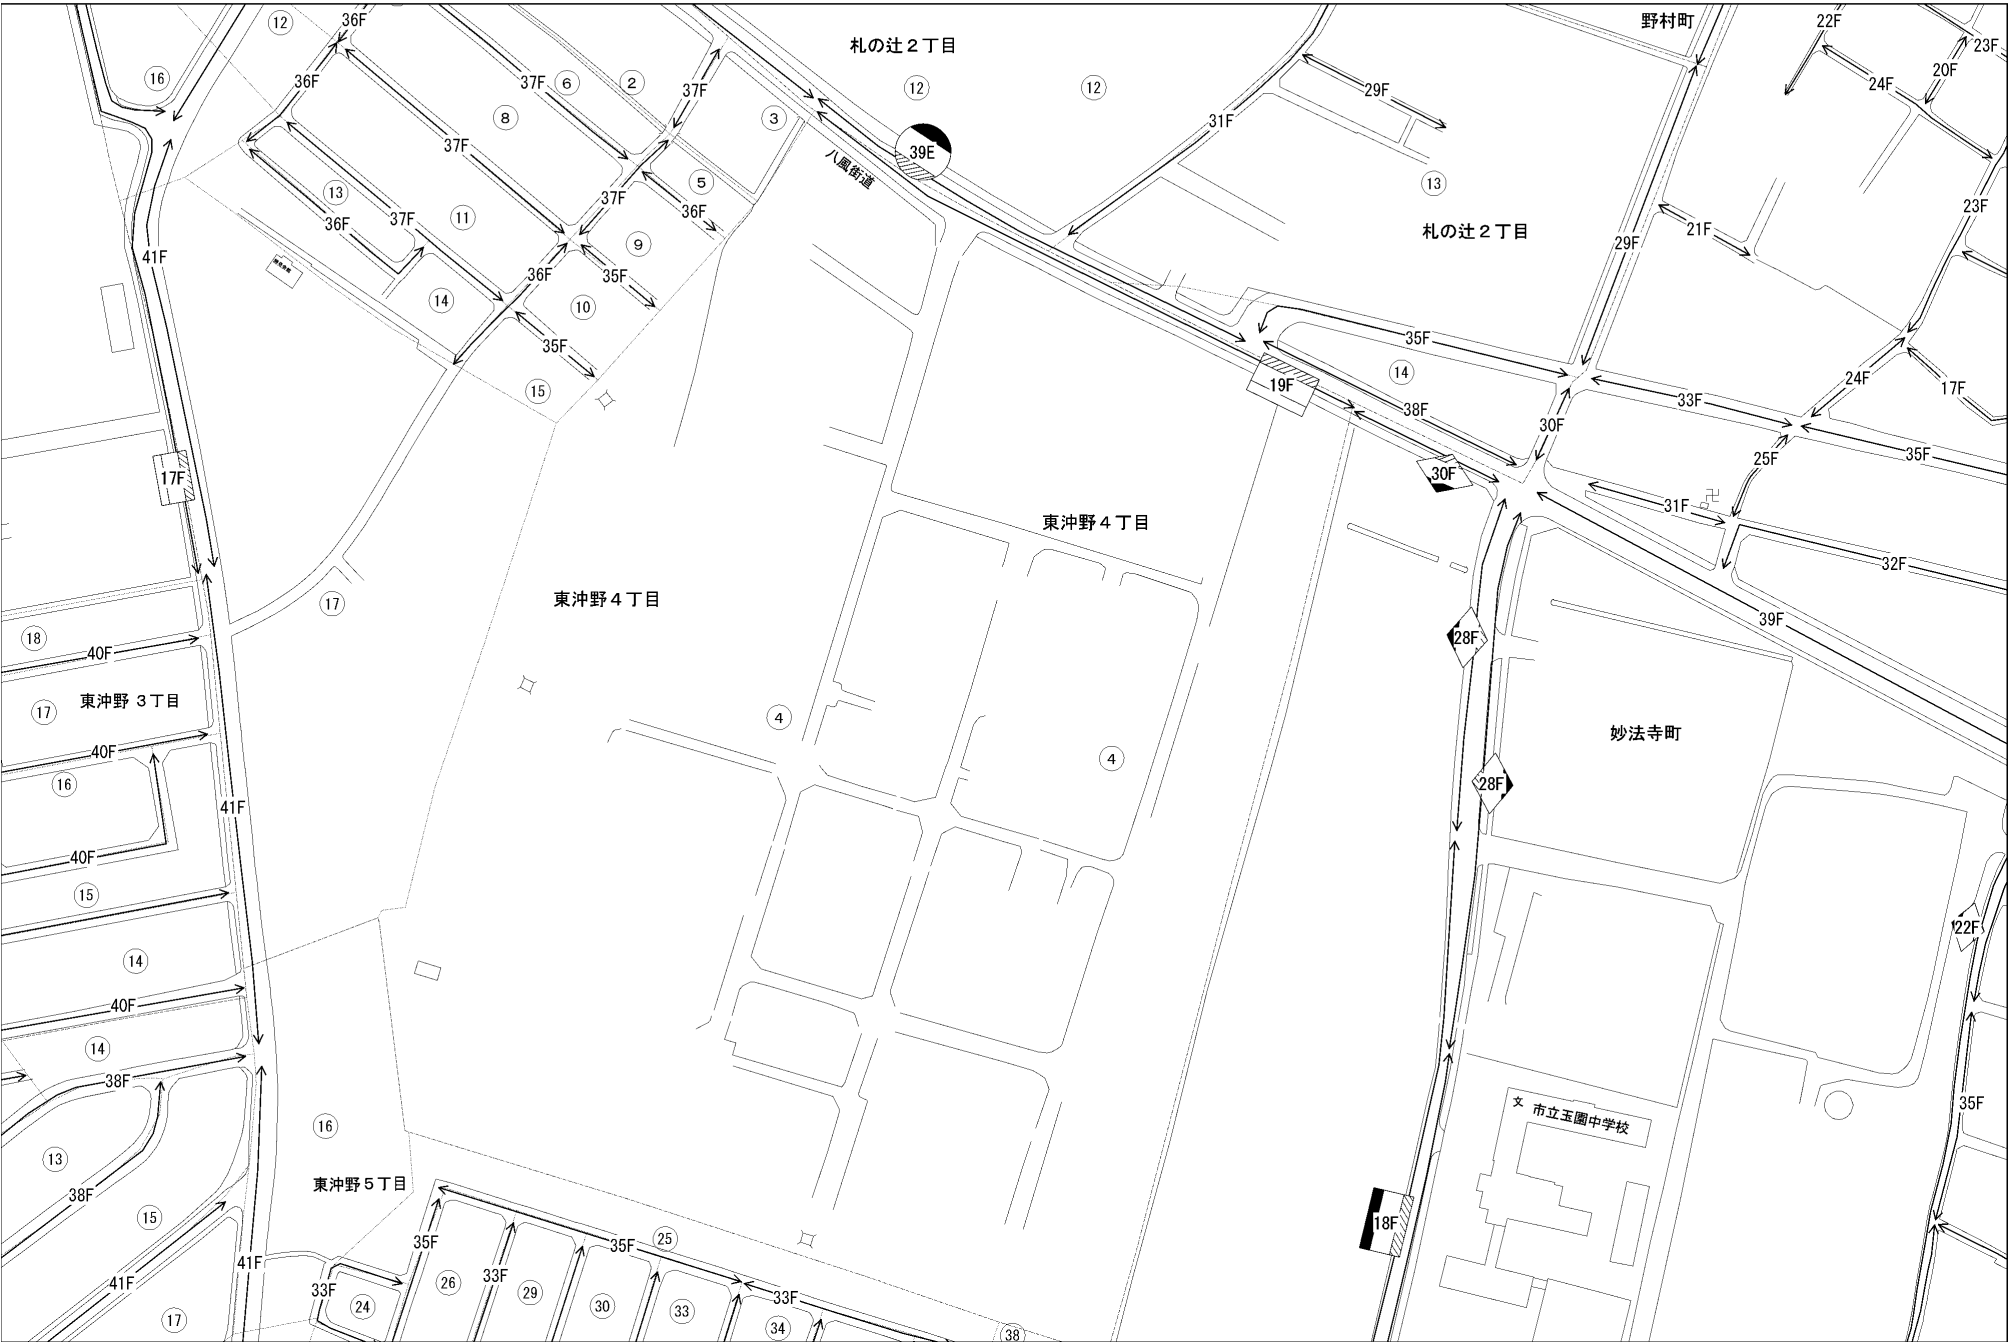 12
36F
札の辻２丁目
野村町
22F
23F
16
36F
37F
6
2
37F
12
12
29F
24F
20F
8
3
31F
37F
39E
八風街道
13
5
13
36F
37F
11
37F
36F
9
札の辻２丁目
21F
23F
41F
36F
35F
29F
14
10
35F
35F
33F
24F
17F
15
19F
14
38F
30F
25F
35F
17F
30F
31F
東沖野４丁目
32F
東沖野４丁目
17
39F
18
40F
28F
東沖野 ３丁目
17
4
妙法寺町
40F
16
4
28F
41F
40F
15
22F
14
40F
14
38F
35F
文 市立玉園中学校
16
13
38F
東沖野５丁目
15
18F
35F
35F
25
41F
33F
41F
33F
24
26
29
30
33
33F
34
17
38